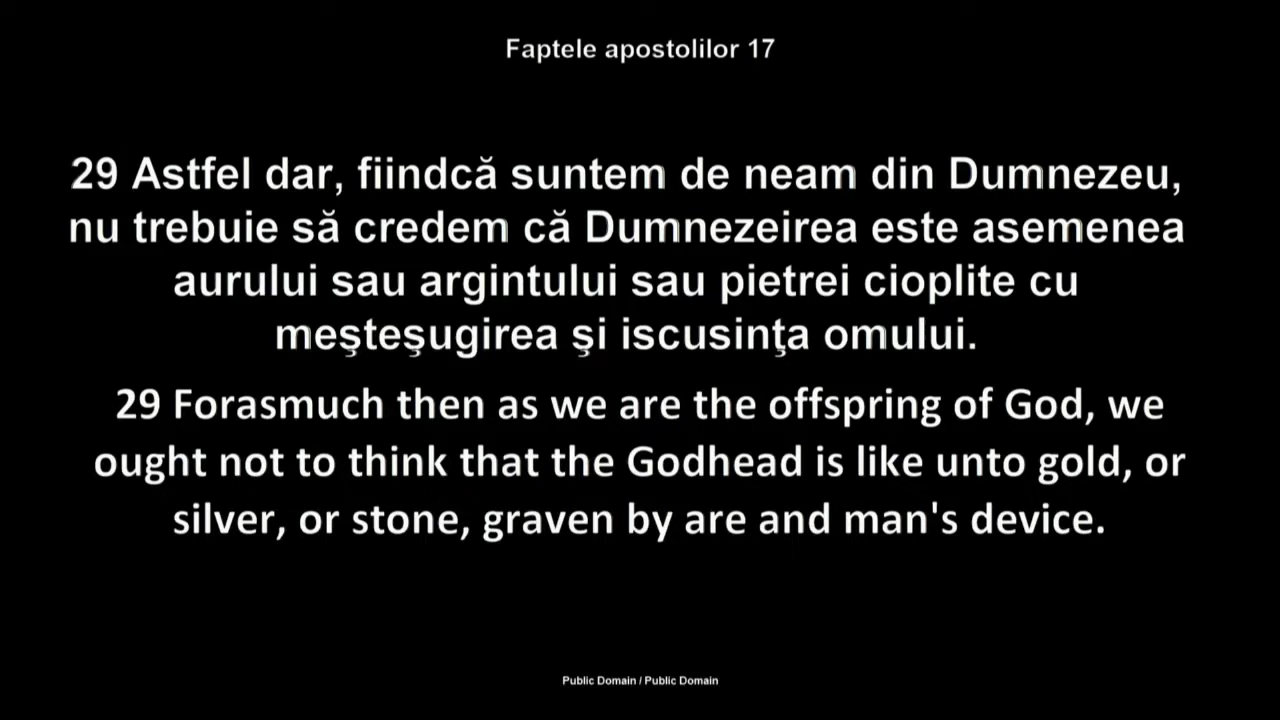 Faptele apostolilor 17
29 Astfel dar, fiindcă suntem de neam din Dumnezeu,
nu trebuie să credem că Dumnezeirea este asemenea
aurului sau argintului sau pietrei cioplite cu
meşteşugirea şi iscusinţa omului.
29 Forasmuch then as we are the offspring of God, we
ought not to think that the Godhead is like unto gold, or
silver, or stone, graven by are and man's device.
Public Domain / Public Domain